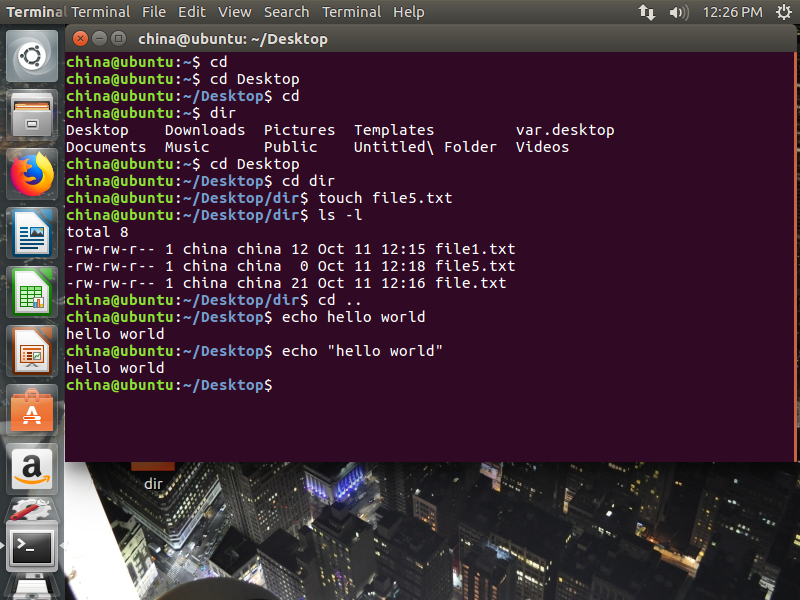 Terminal Terminal File Edit View Search Terminal Help 12:26 PM
china@ubuntu: ~/Desktop
china@ubuntu:~$ cd
china@ubuntu:~$ cd Desktop
china@ubuntu:~/Desktop$ cd
china@ubuntu:~$ dir
Desktop    Downloads  Pictures  Templates         var.desktop
Documents  Music      Public    Untitled\ Folder  Videos
china@ubuntu:~$ cd Desktop
china@ubuntu:~/Desktop$ cd dir
china@ubuntu:~/Desktop/dir$ touch file5.txt
china@ubuntu:~/Desktop/dir$ ls -l
total 8
-rw-rw-r-- 1 china china 12 Oct 11 12:15 file1.txt
-rw-rw-r-- 1 china china  0 Oct 11 12:18 file5.txt
-rw-rw-r-- 1 china china 21 Oct 11 12:16 file.txt
china@ubuntu:~/Desktop/dir$ cd ..
china@ubuntu:~/Desktop$ echo hello world
hello world
china@ubuntu:~/Desktop$ echo "hello world"
hello world
china@ubuntu:~/Desktop$
dir